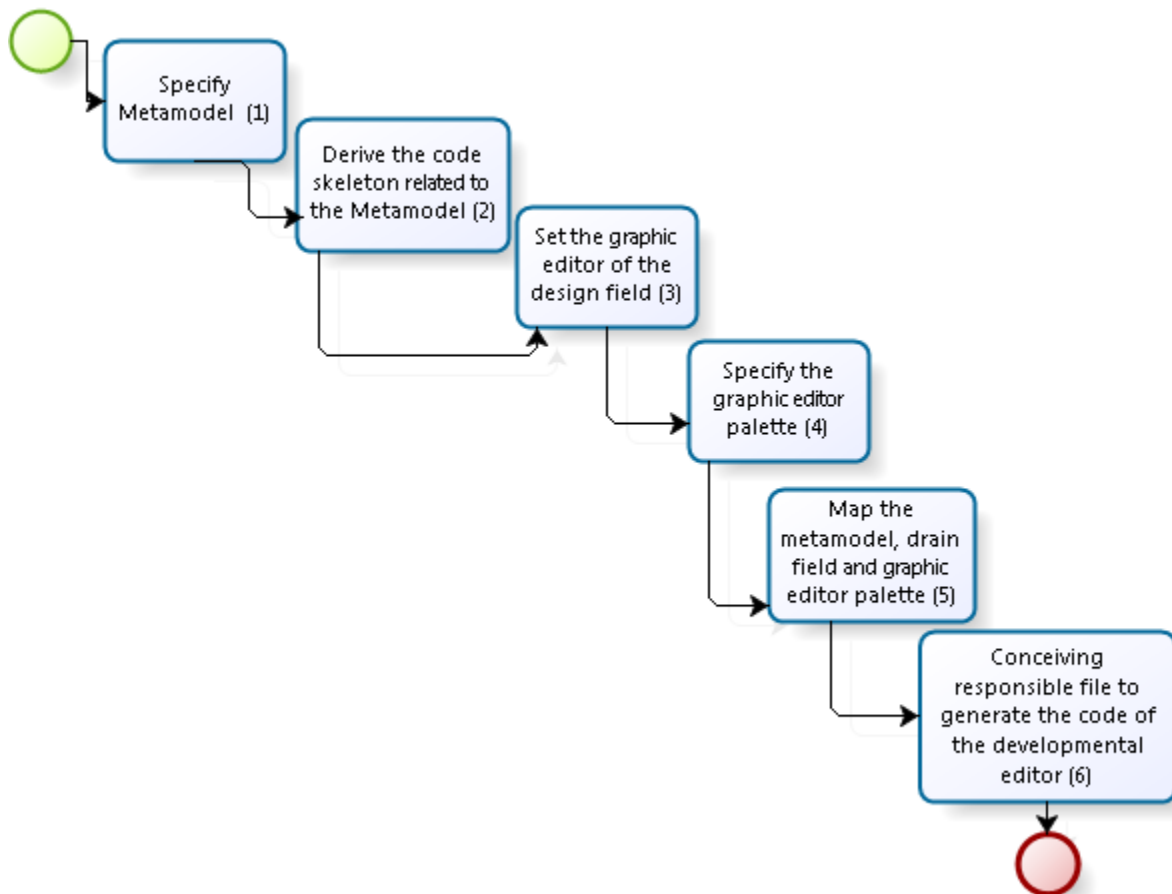 Specify
Metamodel (1)
Derive the code
skeleton related to
the Metamodel (2)
Set the graphic
editor of the
design field (3)
Specify the
graphic editor
palette (4)
Map the
metamodel, drain
field and graphic
editor palette (5)
Conceiving
responsible file to
generate the code of
the developmental
editor (6)